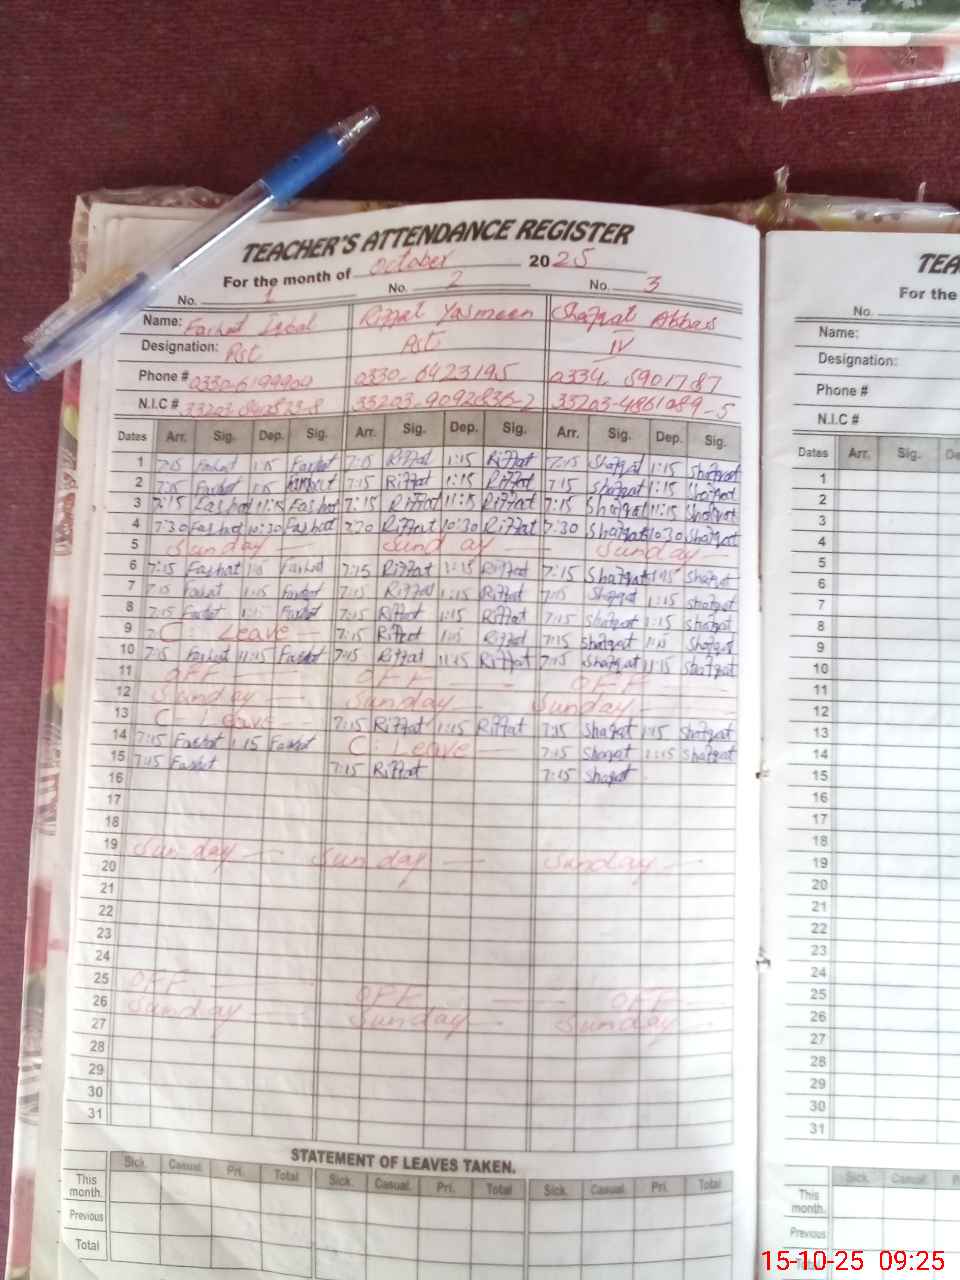 TEACHER'S ATTENDANCE REGISTER
For the month of October 2025
No. 1 No. 2 No. 3
Name: Farhat Iqbal Riffat Yasmeen Shafqat Abbas
Designation: Pst Pst IV
Phone # 0330-6423195 0334 5901787
N.I.C # 33203-9092836-2 33203-4861089-5
Dates Arr. Sig. Dep. Sig. Arr. Sig. Dep. Sig. Arr. Sig. Dep. Sig.
1 7:15 Farhat 1:15 Farhat 7:15 Riffat 1:15 Riffat 7:15 Shafqat 1:15 Shafqat
2 7:15 Farhat 1:15 Farhat 7:15 Riffat 1:15 Riffat 7:15 Shafqat 1:15 Shafqat
3 7:15 Farhat 11:15 Farhat 7:15 Riffat 11:15 Riffat 7:15 Shafqat 11:15 Shafqat
4 7:30 Farhat 10:30 Farhat 7:30 Riffat 10:30 Riffat 7:30 Shafqat 10:30 Shafqat
5 Sunday Sunday Sunday
6 7:15 Farhat Farhat 7:15 Riffat 1:15 Riffat 7:15 Shafqat 1:15 Shafqat
7 7:15 Farhat 1:15 Farhat 7:15 Riffat 1:15 Riffat 7:15 Shafqat 1:15 Shafqat
8 7:15 Farhat 1:15 Farhat 7:15 Riffat 1:15 Riffat 7:15 Shafqat 1:15 Shafqat
9 C. Leave 7:15 Riffat 1:15 Riffat 7:15 Shafqat 1:15 Shafqat
10 7:15 Farhat 11:15 Farhat 7:15 Riffat 11:15 Riffat 7:15 Shafqat 11:15 Shafqat
11 OFF OFF OFF
12 Sunday Sunday Sunday
13 C. Leave 7:15 Riffat 1:15 Riffat 7:15 Shafqat 1:15 Shafqat
14 7:15 Farhat 1:15 Farhat C. Leave 7:15 Shafqat 1:15 Shafqat
15 7:15 Farhat 7:15 Riffat 7:15 Shafqat
16
17
18
19 Sunday Sunday Sunday
20
21
22
23
24
25 OFF OFF OFF
26 Sunday Sunday Sunday
27
28
29
30
31
STATEMENT OF LEAVES TAKEN.
Sick. Casual. Pri. Total Sick. Casual. Pri. Total Sick. Casual. Pri. Total
This month.
Previous
Total
TEA
For the
No.
Name:
Designation:
Phone #
N.I.C #
Dates Arr. Sig. De
1
2
3
4
5
6
7
8
9
10
11
12
13
14
15
16
17
18
19
20
21
22
23
24
25
26
27
28
29
30
31
Sick. Casual. P
This month.
Previous
Total
15-10-25 09:25